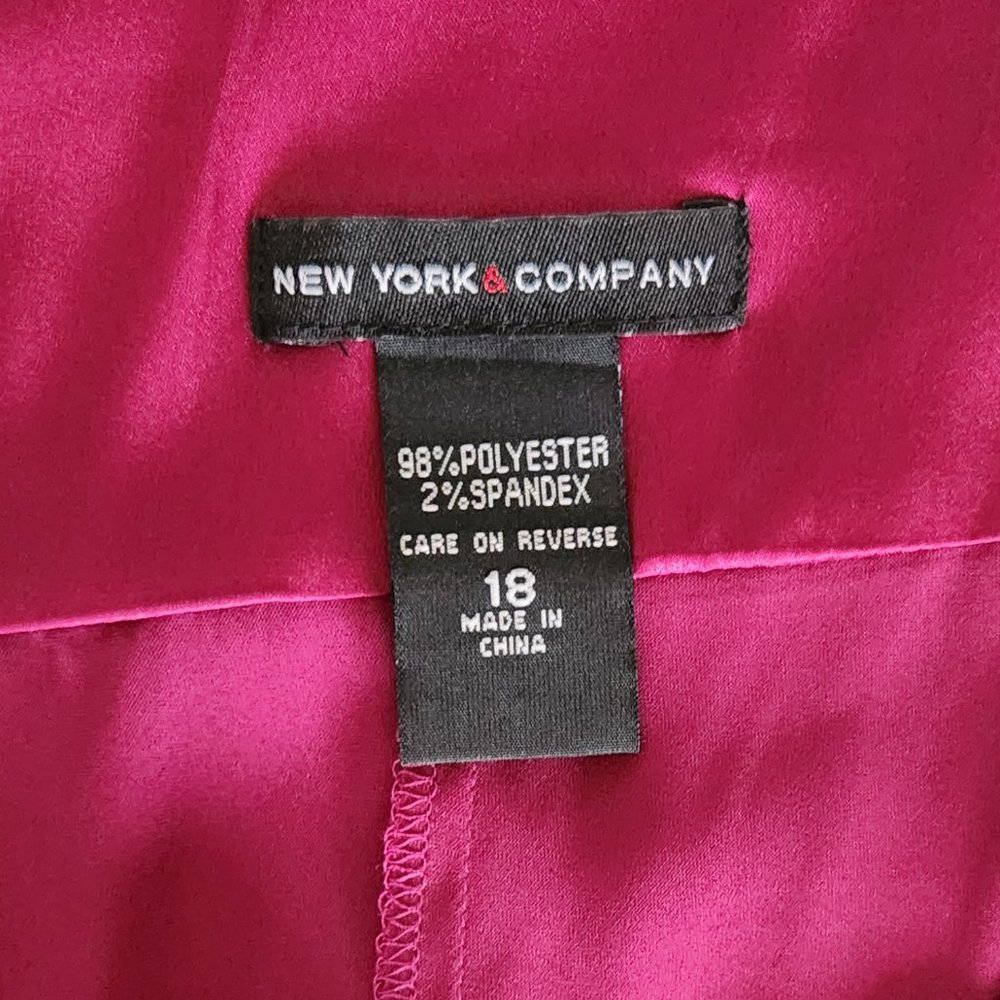 NEW YORK & COMPANY
98%POLYESTER
2%SPANDEX
CARE ON REVERSE
18
MADE IN
CHINA